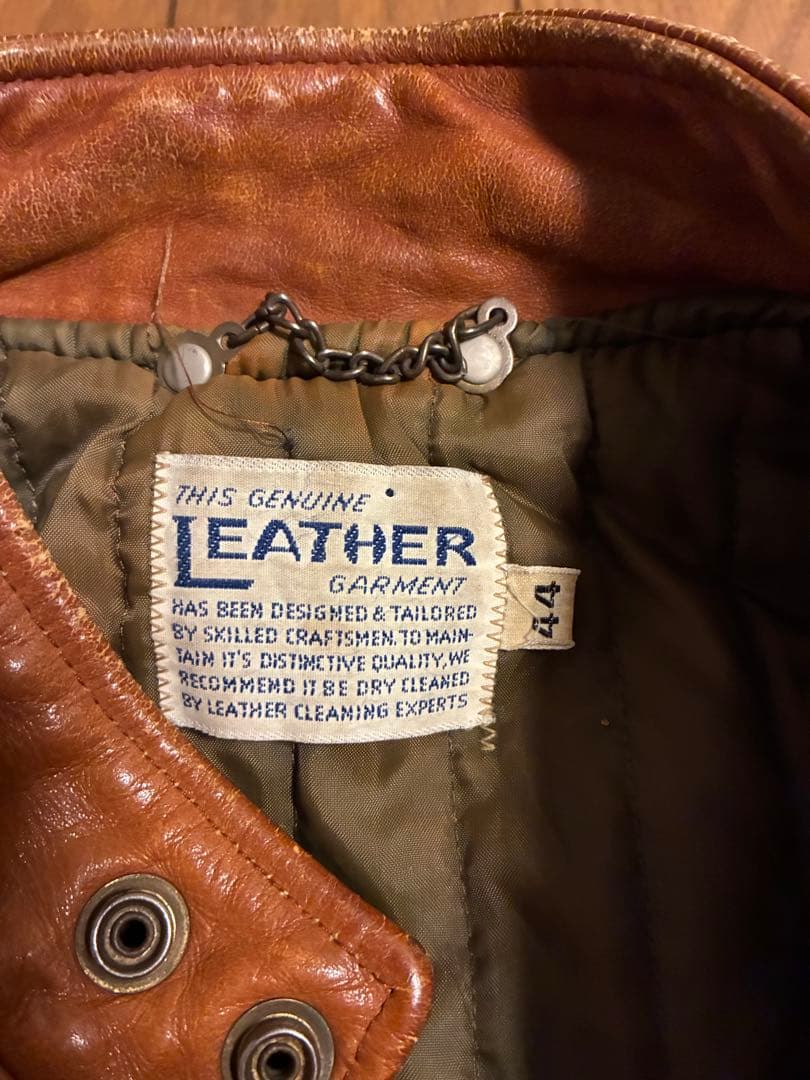 THIS GENUINE
LEATHER
GARMENT
HAS BEEN DESIGNED & TAILORED
BY SKILLED CRAFTSMEN, TO MAIN-
TAIN IT'S DISTINCTIVE QUALITY, WE
RECOMMEND IT BE DRY CLEANED
BY LEATHER CLEANING EXPERTS
44